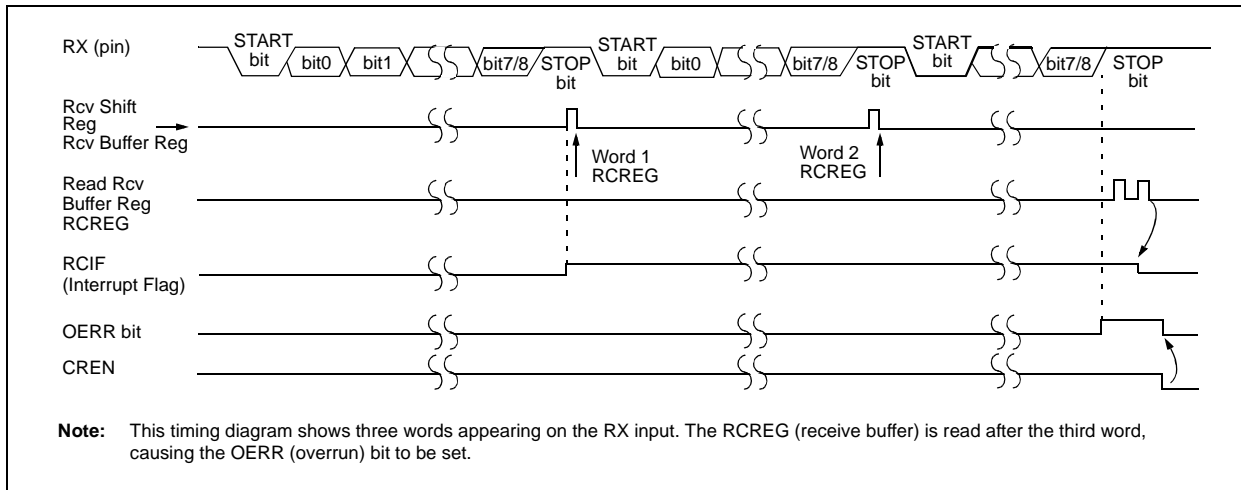 RX (pin)
START
bit
bit0
bit1
bit7/8
STOP
bit
START
bit
bit0
bit7/8
STOP
bit
START
bit
bit7/8
STOP
bit
Rcv Shift
Reg
Rcv Buffer Reg
Word 1
RCREG
Word 2
RCREG
Read Rcv
Buffer Reg
RCREG
RCIF
(Interrupt Flag)
OERR bit
CREN
Note: This timing diagram shows three words appearing on the RX input. The RCREG (receive buffer) is read after the third word,
causing the OERR (overrun) bit to be set.